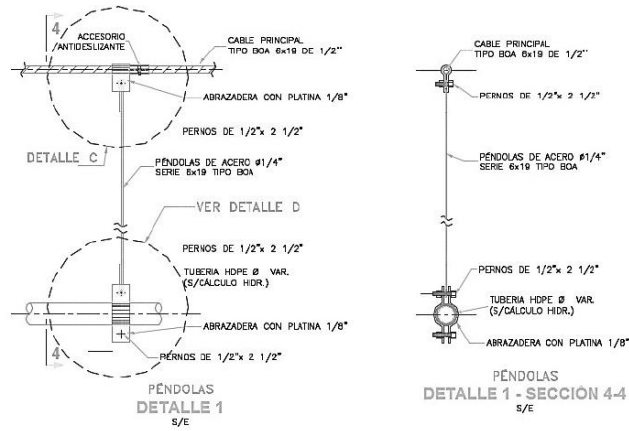 4
ACCESORIO
ANTIDESLIZANTE
CABLE PRINCIPAL
TIPO BOA 6x19 DE 1/2"
ABRAZADERA CON PLATINA 1/8"
PERNOS DE 1/2"x 2 1/2"
DETALLE C
PÉNDOLAS DE ACERO Ø1/4"
SERIE 6x19 TIPO BOA
VER DETALLE D
PERNOS DE 1/2"x 2 1/2"
TUBERIA HDPE Ø VAR.
(S/CÁLCULO HIDR.)
ABRAZADERA CON PLATINA 1/8"
PERNOS DE 1/2"x 2 1/2"
4
PÉNDOLAS
DETALLE 1
S/E
CABLE PRINCIPAL
TIPO BOA 6x19 DE 1/2"
PERNOS DE 1/2"x 2 1/2"
PÉNDOLAS DE ACERO Ø1/4"
SERIE 6x19 TIPO BOA
PERNOS DE 1/2"x 2 1/2"
TUBERIA HDPE Ø VAR.
(S/CÁLCULO HIDR.)
ABRAZADERA CON PLATINA 1/8"
PÉNDOLAS
DETALLE 1 - SECCIÓN 4-4
S/E